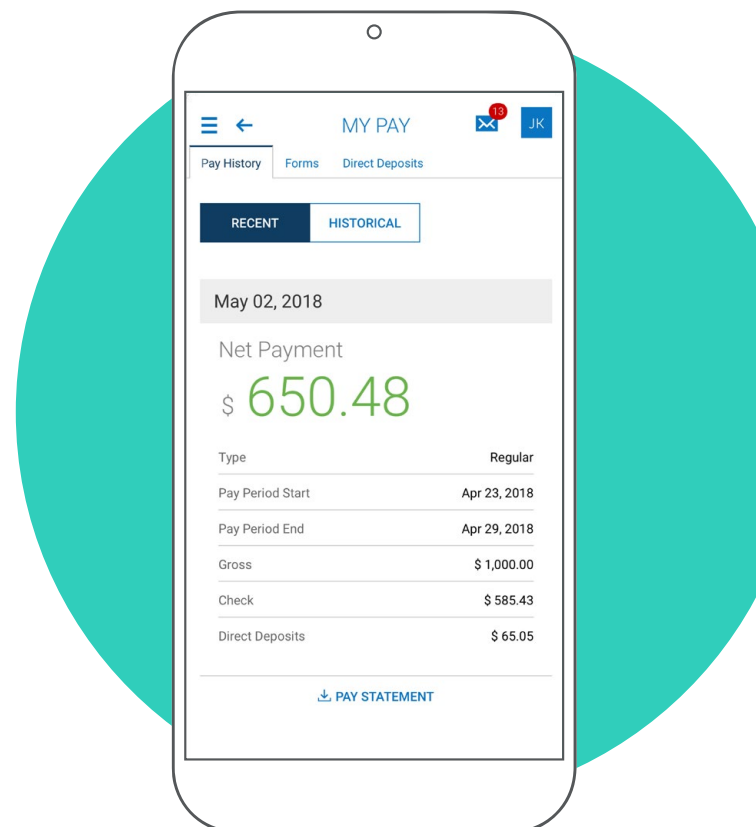 MY PAY 13 JK
Pay History Forms Direct Deposits
RECENT HISTORICAL
May 02, 2018
Net Payment
$ 650.48
Type Regular
Pay Period Start Apr 23, 2018
Pay Period End Apr 29, 2018
Gross $ 1,000.00
Check $ 585.43
Direct Deposits $ 65.05
PAY STATEMENT